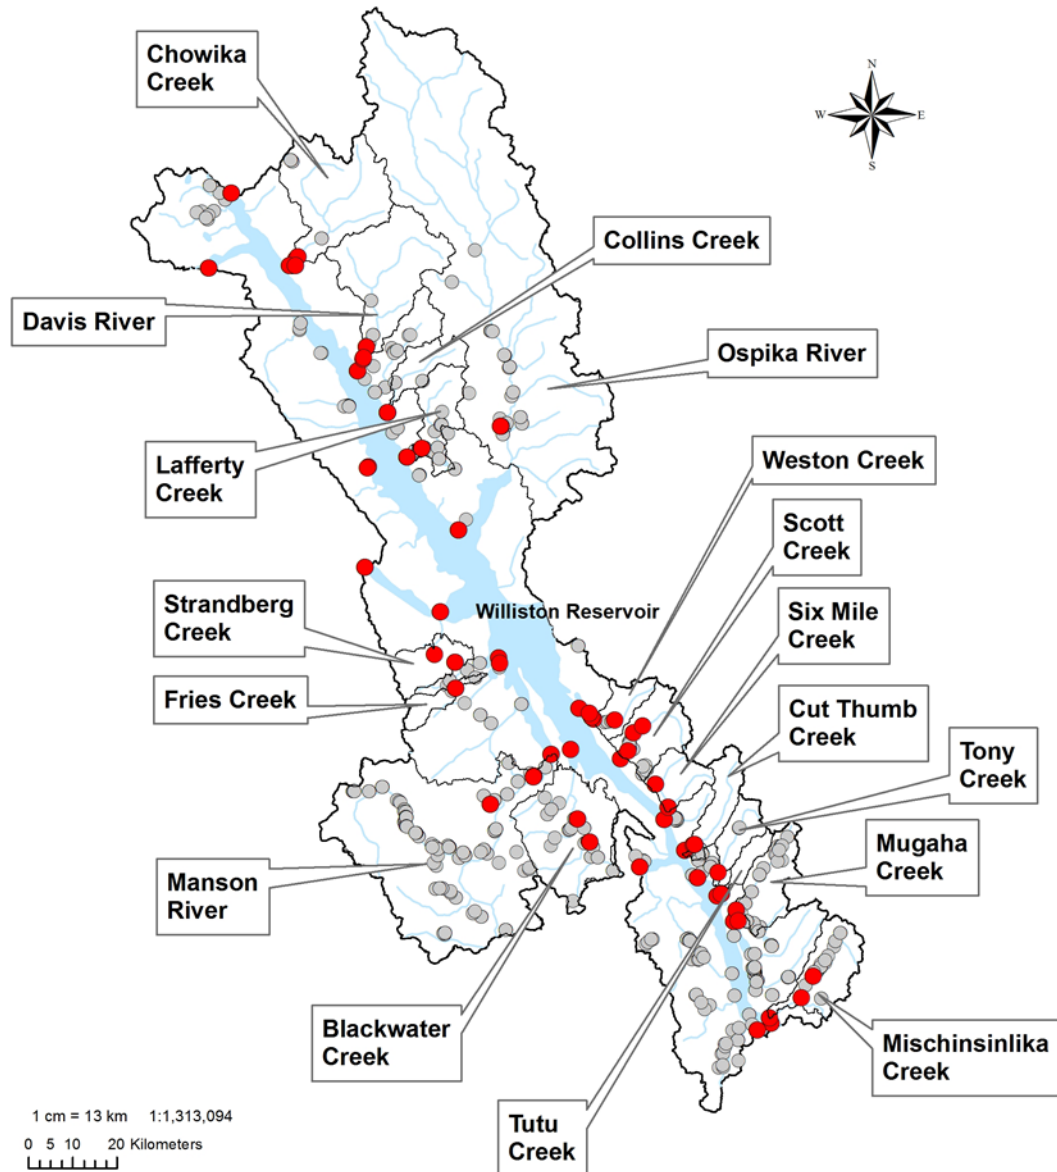 Chowika
Creek
N
W
E
S
Collins Creek
Davis River
Ospika River
Lafferty
Creek
Weston Creek
Scott
Creek
Strandberg
Creek
Williston Reservoir
Six Mile
Creek
Fries Creek
Cut Thumb
Creek
Tony
Creek
Manson
River
Mugaha
Creek
Blackwater
Creek
Mischinsinlika
Creek
Tutu
Creek
1 cm = 13 km 1:1,313,094
0 5 10 20 Kilometers